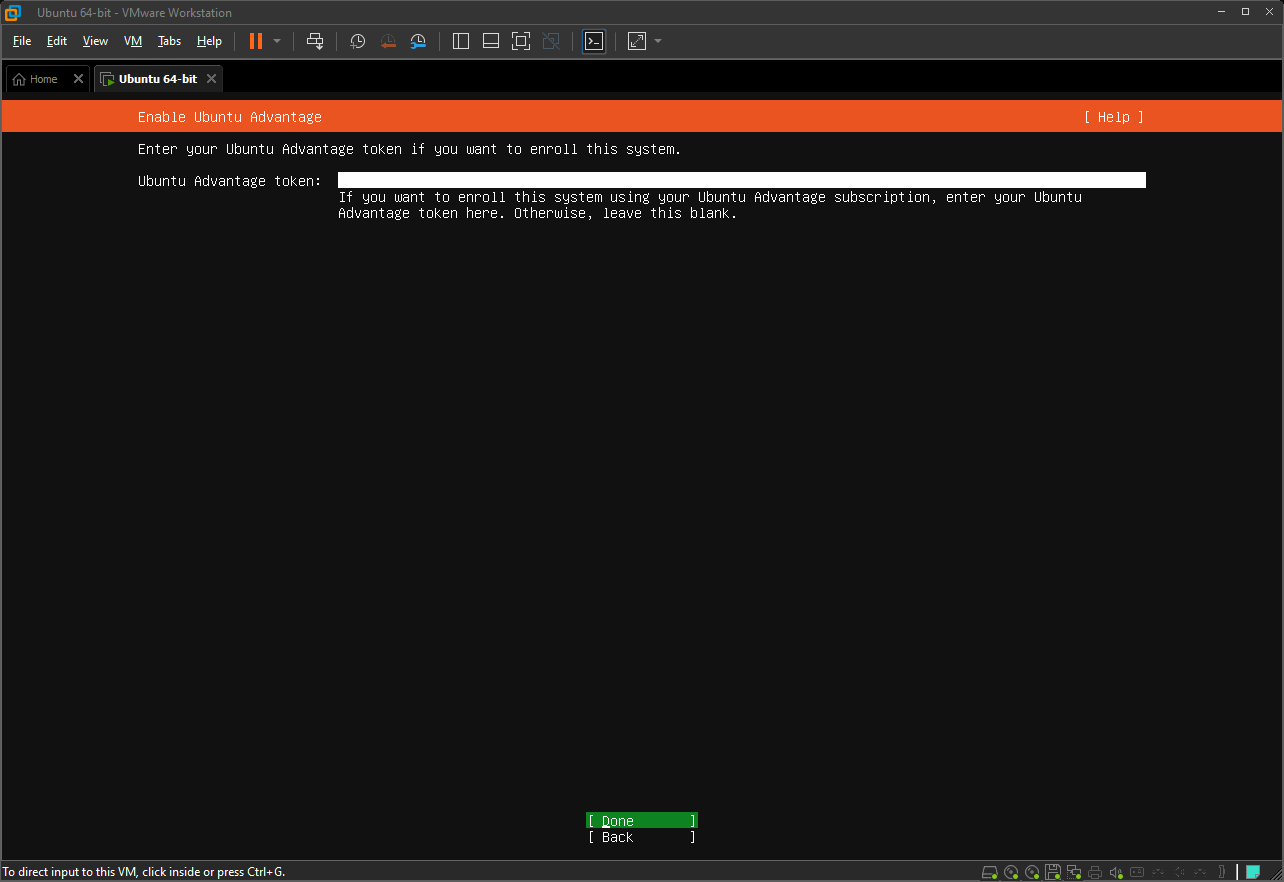 Ubuntu 64-bit - VMware Workstation
File Edit View VM Tabs Help
Home Ubuntu 64-bit
Enable Ubuntu Advantage [ Help ]
Enter your Ubuntu Advantage token if you want to enroll this system.
Ubuntu Advantage token:
If you want to enroll this system using your Ubuntu Advantage subscription, enter your Ubuntu
Advantage token here. Otherwise, leave this blank.
[ Done ]
[ Back ]
To direct input to this VM, click inside or press Ctrl+G.